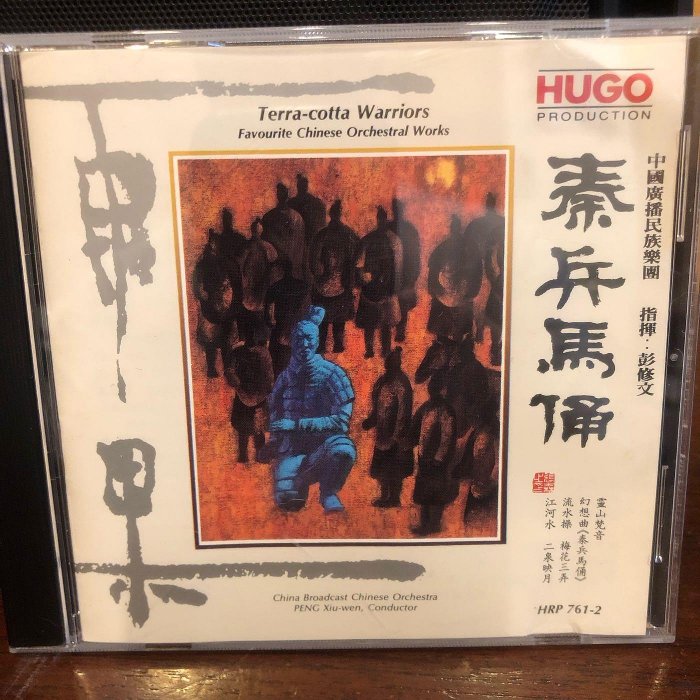 Terra-cotta Warriors
Favourite Chinese Orchestral Works
HUGO
PRODUCTION
中國廣播民族樂團 指揮：彭修文
秦兵馬俑
靈山梵音
幻想曲《秦兵馬俑》
流水操 梅花三弄
江河水 二泉映月
China Broadcast Chinese Orchestra
PENG Xiu-wen, Conductor
HRP 761-2